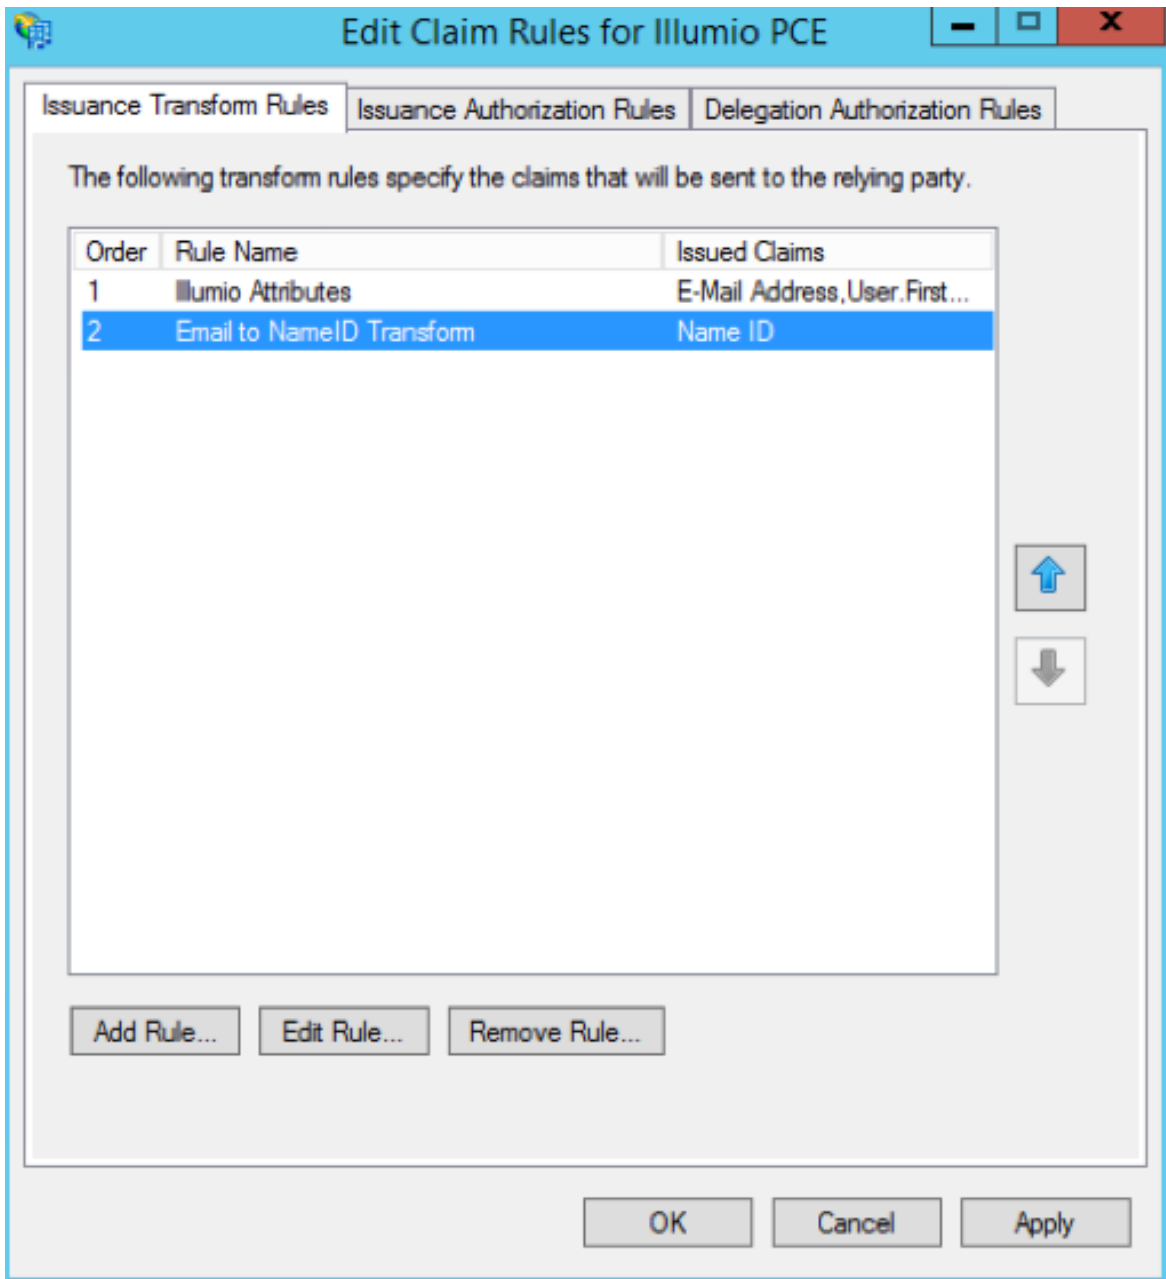 Edit Claim Rules for Illumio PCE
Issuance Transform Rules Issuance Authorization Rules Delegation Authorization Rules
The following transform rules specify the claims that will be sent to the relying party.
Order Rule Name Issued Claims
1 Illumio Attributes E-Mail Address,User.First...
2 Email to NameID Transform Name ID
Add Rule... Edit Rule... Remove Rule...
OK Cancel Apply